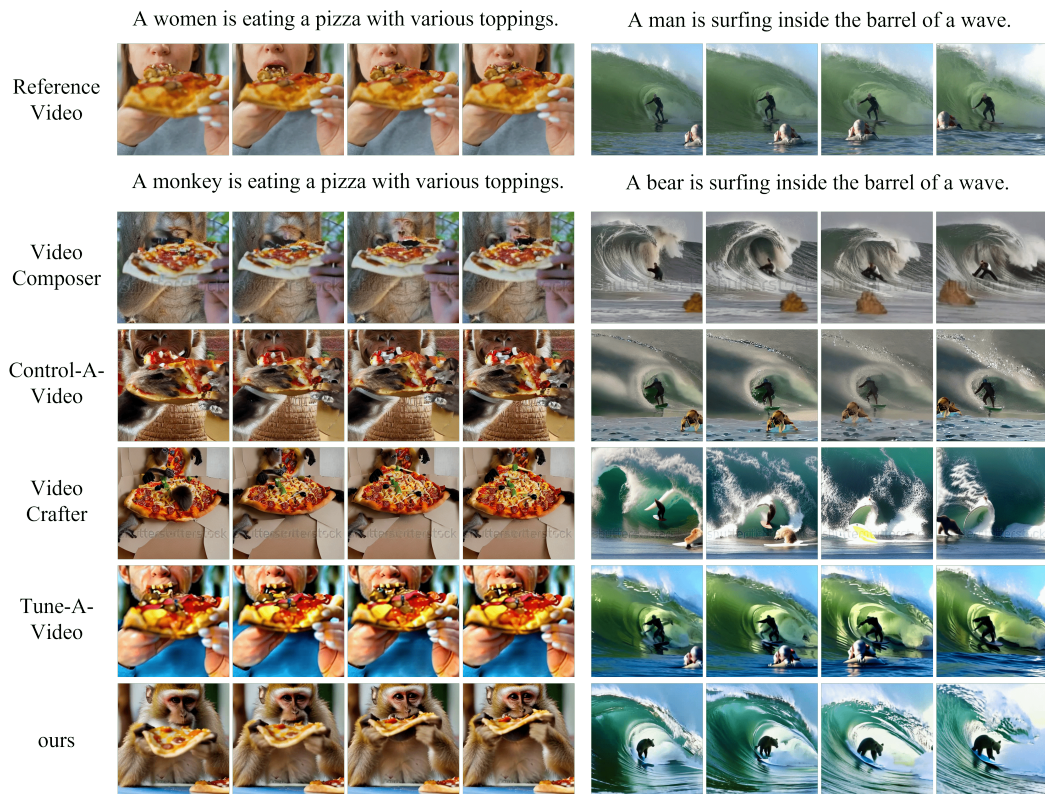 A women is eating a pizza with various toppings.
A man is surfing inside the barrel of a wave.
Reference
Video
A monkey is eating a pizza with various toppings.
A bear is surfing inside the barrel of a wave.
Video
Composer
Control-A-
Video
Video
Crafter
Tune-A-
Video
ours